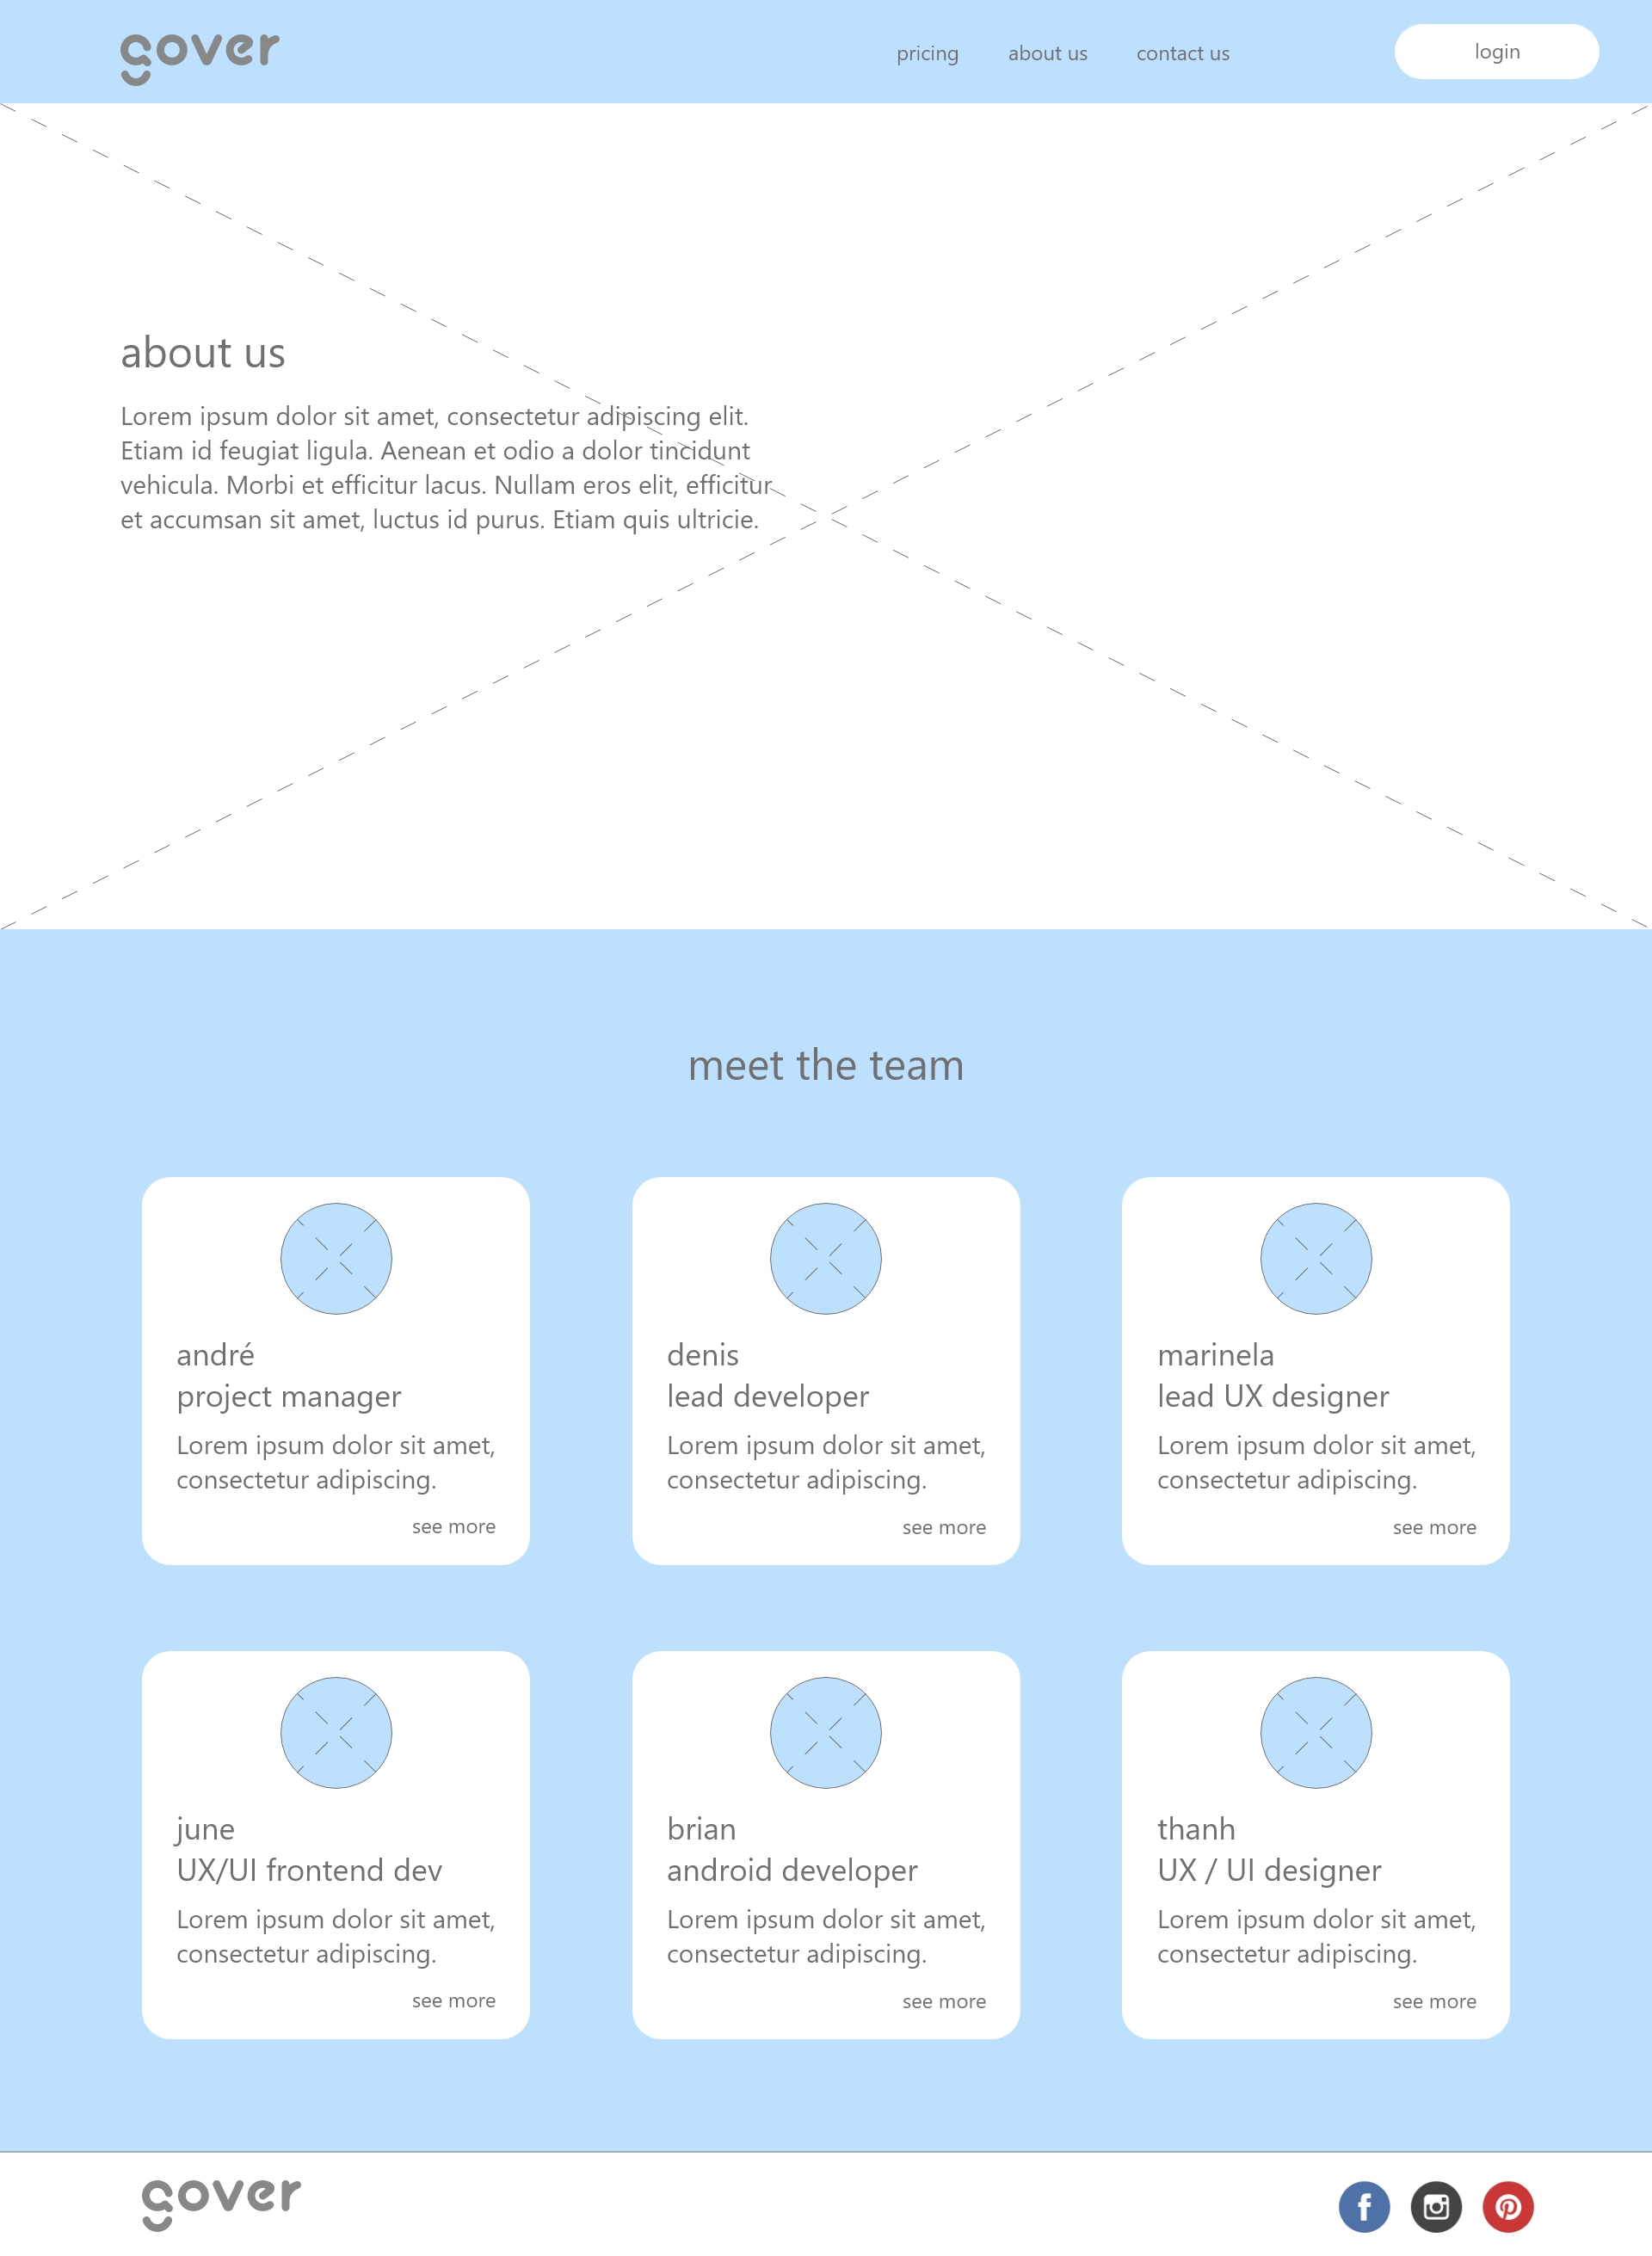 gover
pricing
about us
contact us
login
about us
Lorem ipsum dolor sit amet, consectetur adipiscing elit.
Etiam id feugiat ligula. Aenean et odio a dolor tincidunt
vehicula. Morbi et efficitur lacus. Nullam eros elit, efficitur
et accumsan sit amet, luctus id purus. Etiam quis ultricie.
meet the team
andré
project manager
Lorem ipsum dolor sit amet,
consectetur adipiscing.
see more
denis
lead developer
Lorem ipsum dolor sit amet,
consectetur adipiscing.
see more
marinela
lead UX designer
Lorem ipsum dolor sit amet,
consectetur adipiscing.
see more
june
UX/UI frontend dev
Lorem ipsum dolor sit amet,
consectetur adipiscing.
see more
brian
android developer
Lorem ipsum dolor sit amet,
consectetur adipiscing.
see more
thanh
UX / UI designer
Lorem ipsum dolor sit amet,
consectetur adipiscing.
see more
gover